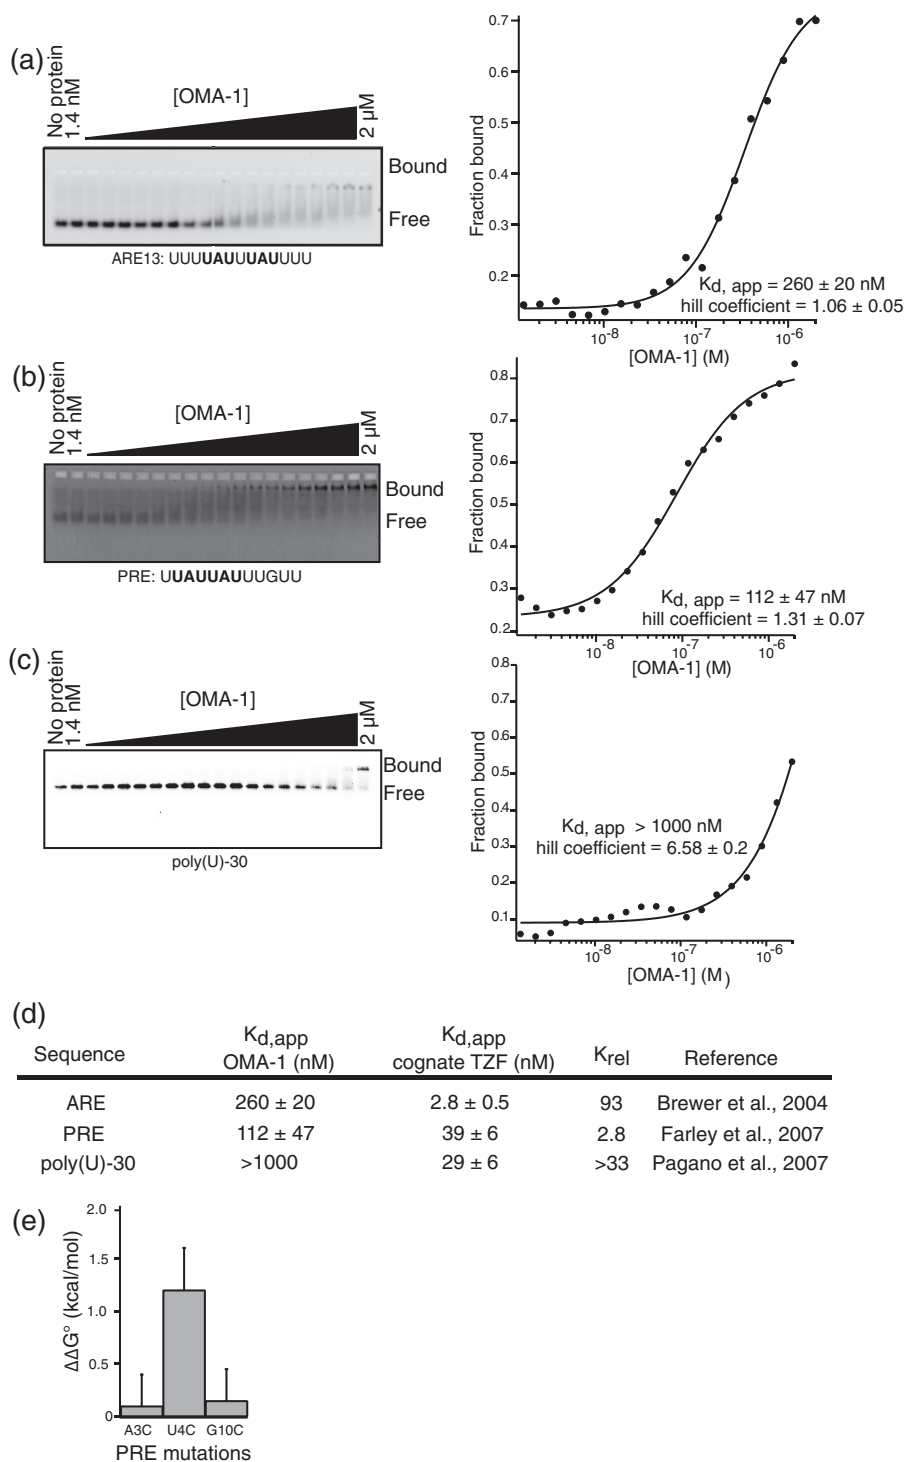 (a)
No protein
1.4 nM
[OMA-1]
2 µM
Bound
Free
ARE13: UUUUAUUUAUUUU
0.7
0.6
0.5
0.4
0.3
0.2
Fraction bound
Kd, app = 260 ± 20 nM
hill coefficient = 1.06 ± 0.05
10-8
10-7
10-6
[OMA-1] (M)
(b)
No protein
1.4 nM
[OMA-1]
2 µM
Bound
Free
PRE: UUAUUAUUUGUU
0.8
0.7
0.6
0.5
0.4
0.3
0.2
Fraction bound
Kd, app = 112 ± 47 nM
hill coefficient = 1.31 ± 0.07
10-8
10-7
10-6
[OMA-1] (M)
(c)
No protein
1.4 nM
[OMA-1]
2 µM
Bound
Free
poly(U)-30
0.8
0.7
0.6
0.5
0.4
0.3
0.2
0.1
Fraction bound
Kd, app > 1000 nM
hill coefficient = 6.58 ± 0.2
10-8
10-7
10-6
[OMA-1] (M)
(d)
Sequence Kd,app OMA-1 (nM) Kd,app cognate TZF (nM) Krel Reference
ARE 260 ± 20 2.8 ± 0.5 93 Brewer et al., 2004
PRE 112 ± 47 39 ± 6 2.8 Farley et al., 2007
poly(U)-30 >1000 29 ± 6 >33 Pagano et al., 2007
(e)
2.0
1.5
1.0
0.5
0
ΔΔG° (kcal/mol)
A3C U4C G10C
PRE mutations